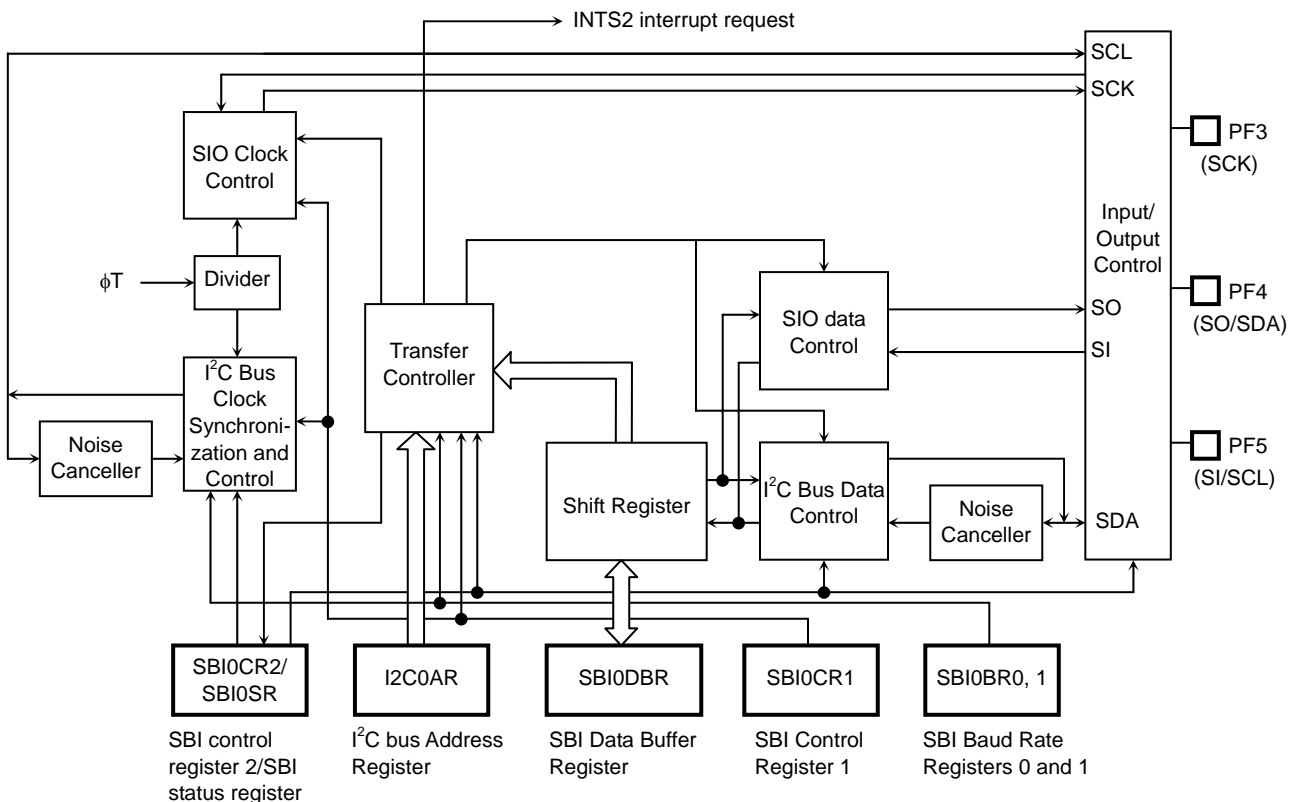 INTS2 interrupt request
SCL
SCK
SIO Clock
Control
PF3
(SCK)
Input/
Output
Control
ϕT
Divider
PF4
(SO/SDA)
SIO data
Control
SO
SI
Transfer
Controller
I²C Bus
Clock
Synchroni-
zation and
Control
Noise
Canceller
PF5
(SI/SCL)
Shift Register
I²C Bus Data
Control
Noise
Canceller
SDA
SBI0CR2/
SBI0SR
I2C0AR
SBI0DBR
SBI0CR1
SBI0BR0, 1
SBI control
register 2/SBI
status register
I²C bus Address
Register
SBI Data Buffer
Register
SBI Control
Register 1
SBI Baud Rate
Registers 0 and 1